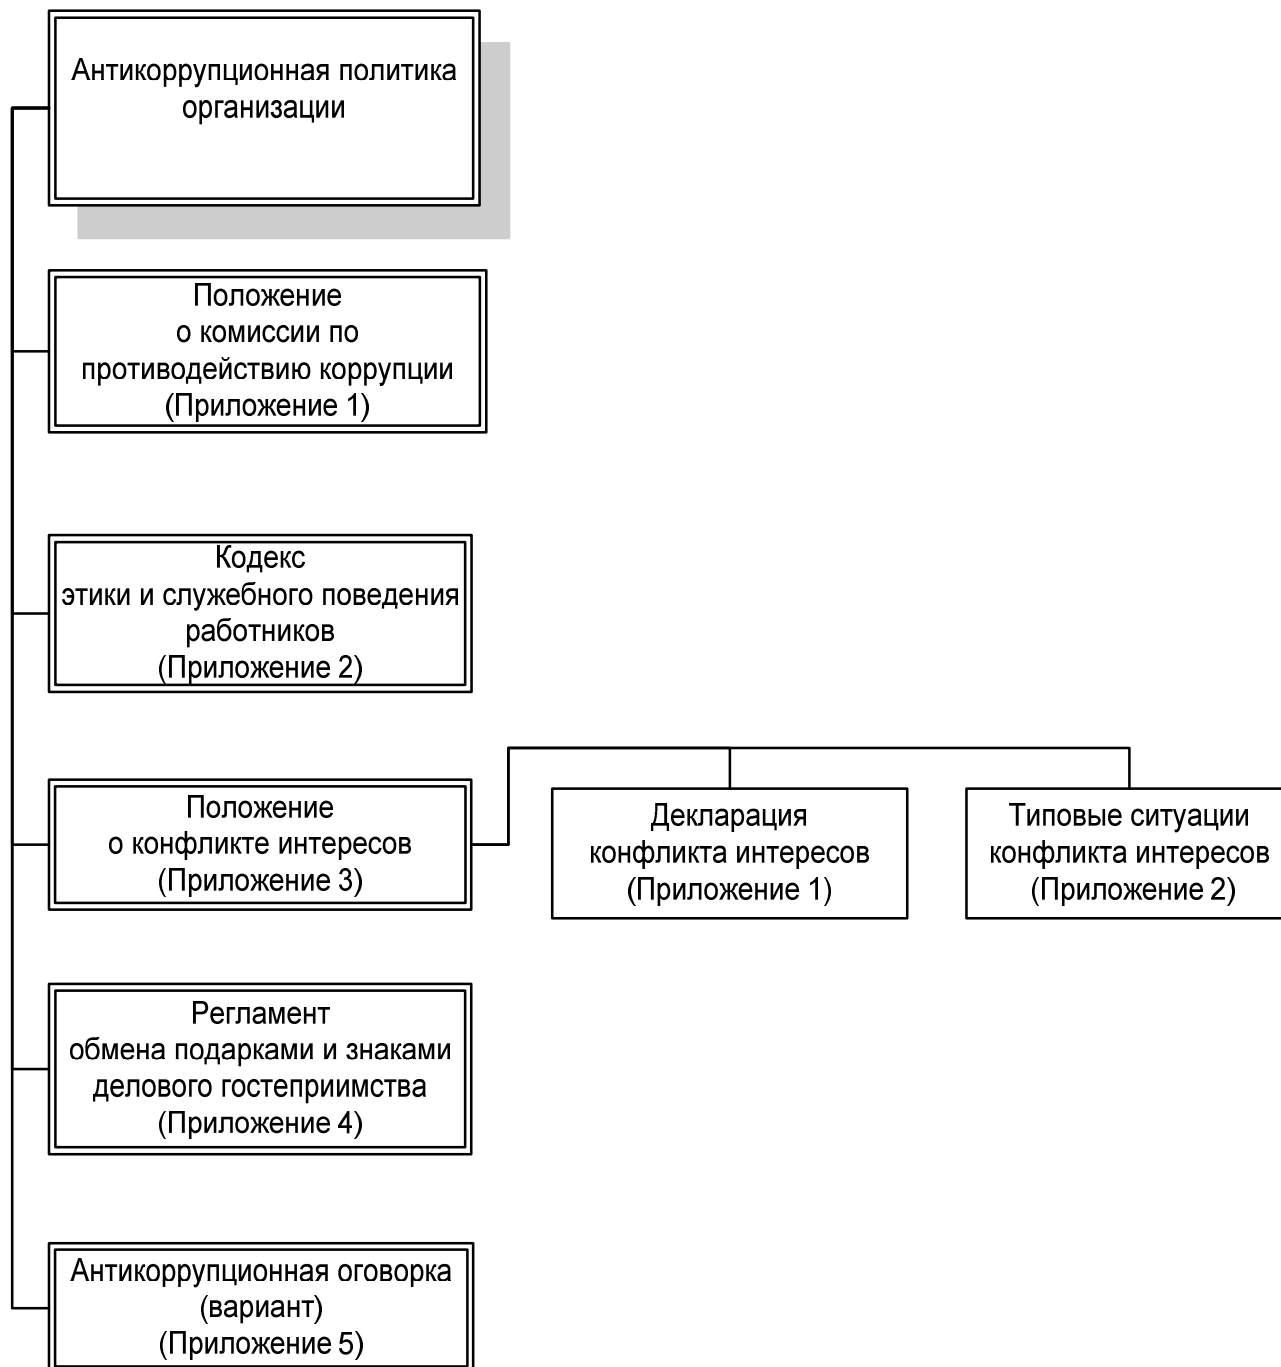 Антикоррупционная политика
организации
Положение
о комиссии по
противодействию коррупции
(Приложение 1)
Кодекс
этики и служебного поведения
работников
(Приложение 2)
Положение
о конфликте интересов
(Приложение 3)
Декларация
конфликта интересов
(Приложение 1)
Типовые ситуации
конфликта интересов
(Приложение 2)
Регламент
обмена подарками и знаками
делового гостеприимства
(Приложение 4)
Антикоррупционная оговорка
(вариант)
(Приложение 5)